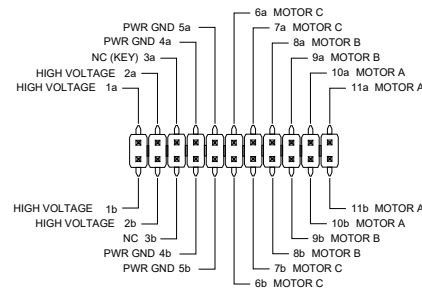 6a MOTOR C
PWR GND 5a
7a MOTOR C
PWR GND 4a
8a MOTOR B
NC (KEY) 3a
9a MOTOR B
HIGH VOLTAGE 2a
10a MOTOR A
HIGH VOLTAGE 1a
11a MOTOR A
HIGH VOLTAGE 1b
11b MOTOR A
HIGH VOLTAGE 2b
10b MOTOR A
NC 3b
9b MOTOR B
PWR GND 4b
8b MOTOR B
PWR GND 5b
7b MOTOR C
6b MOTOR C